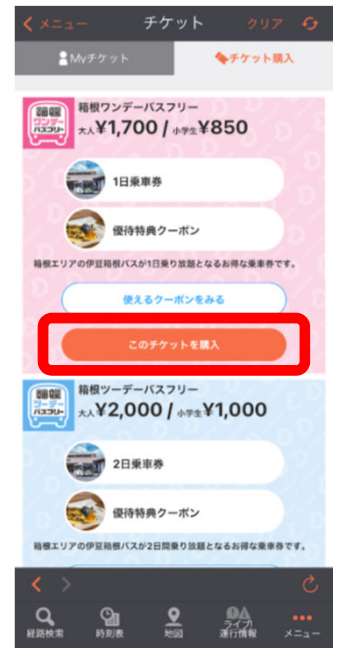 メニュー チケット クリア
Myチケット チケット購入
箱根ワンデーバスフリー
大人¥1,700 / 小学生¥850
箱根
ワンデー
バスフリー
1日乗車券
優待特典クーポン
箱根エリアの伊豆箱根バスが1日乗り放題となるお得な乗車券です。
使えるクーポンをみる
このチケットを購入
箱根ツーデーバスフリー
大人¥2,000 / 小学生¥1,000
箱根
ツーデー
バスフリー
2日乗車券
優待特典クーポン
箱根エリアの伊豆箱根バスが2日間乗り放題となるお得な乗車券です。
経路検索 時刻表 地図 ライブ!運行情報 メニュー